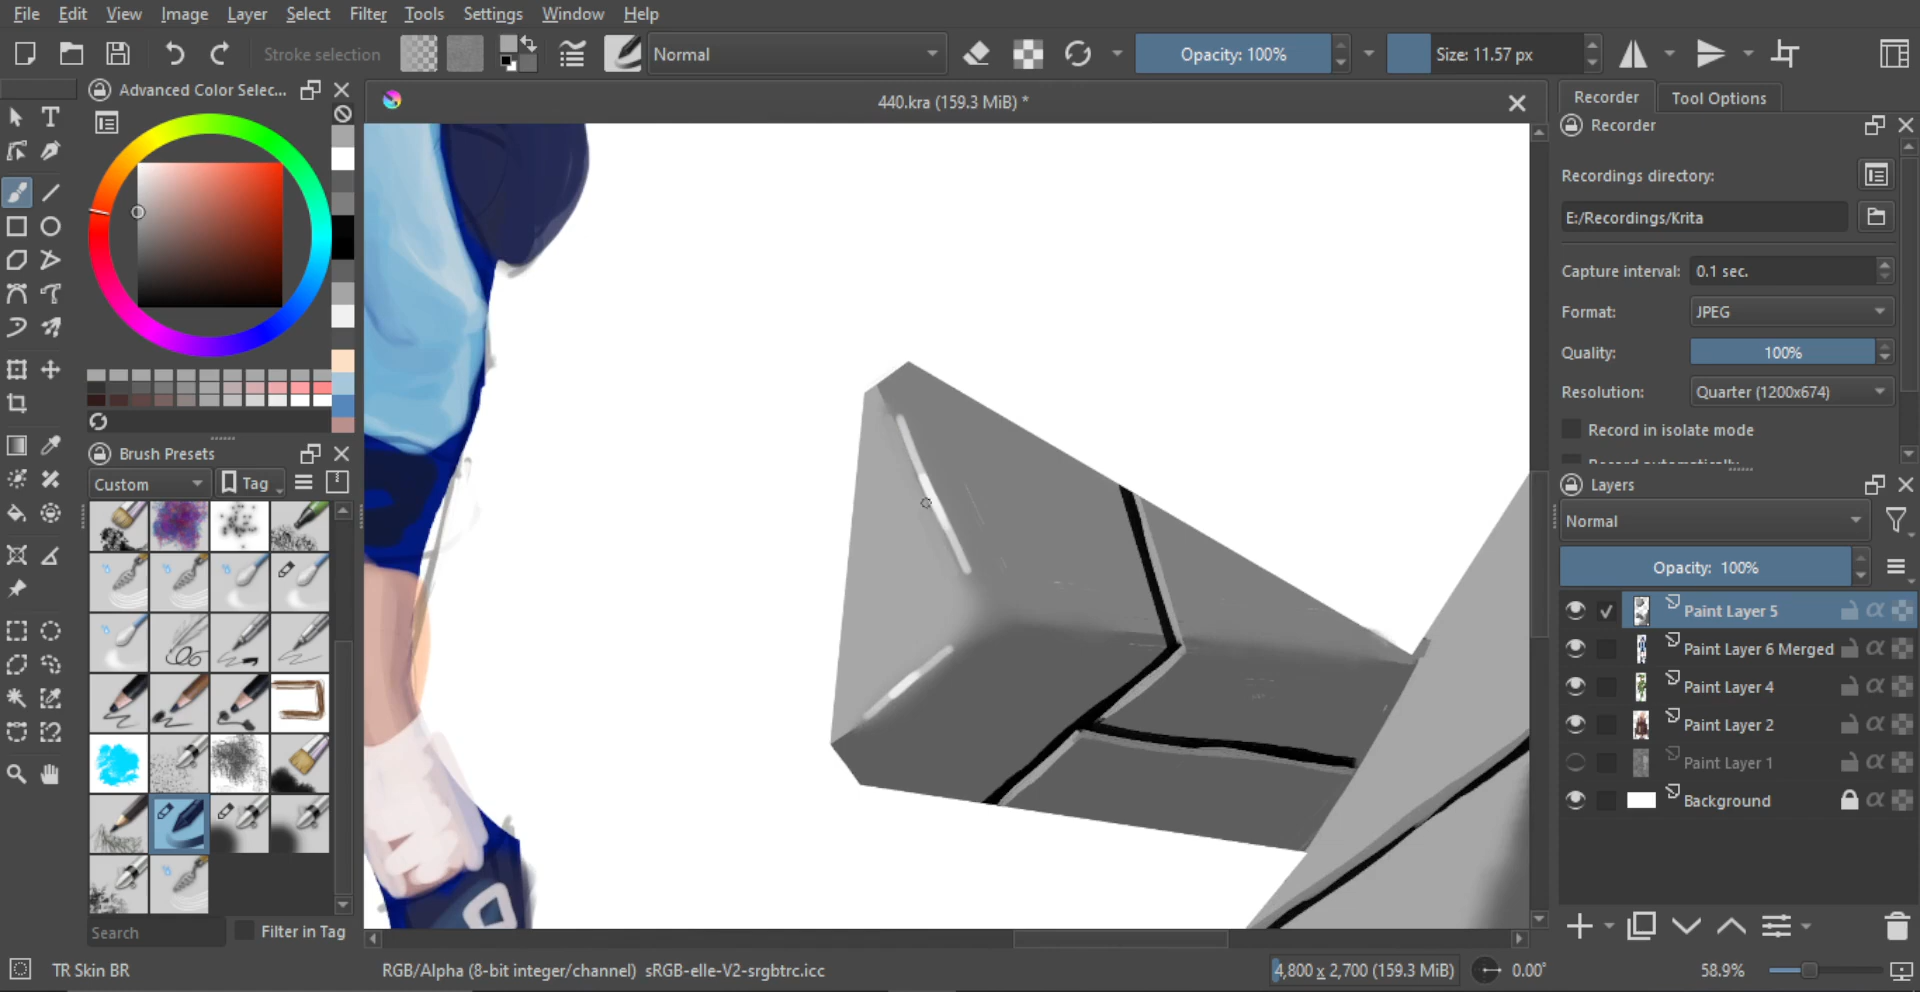 File Edit View Image Layer Select Filter Tools Settings Window Help
Stroke selection Normal Opacity: 100% Size: 11.57 px
Advanced Color Selec...
440.kra (159.3 MiB) *
Recorder Tool Options
Recorder
Recordings directory:
E:/Recordings/Krita
Capture interval: 0.1 sec.
Format: JPEG
Quality: 100%
Resolution: Quarter (1200x674)
Record in isolate mode
Record automatically
Brush Presets
Custom Tag
Layers
Normal
Opacity: 100%
Paint Layer 5
Paint Layer 6 Merged
Paint Layer 4
Paint Layer 2
Paint Layer 1
Background
Search Filter in Tag
TR Skin BR RGB/Alpha (8-bit integer/channel) sRGB-elle-V2-srgbtrc.icc 4,800 x 2,700 (159.3 MiB) 0.00° 58.9%